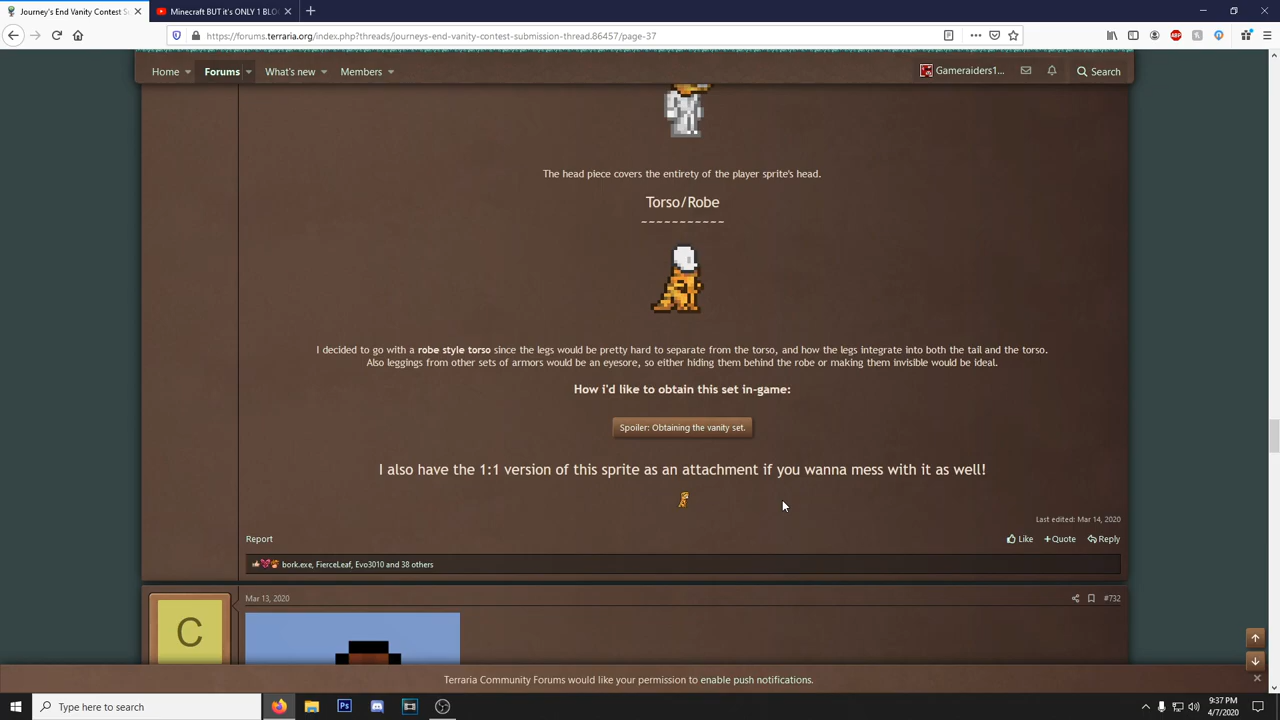 Journey's End Vanity Contest Su
Minecraft BUT it's ONLY 1 BLO
https://forums.terraria.org/index.php?threads/journeys-end-vanity-contest-submission-thread.86457/page-37
Home
Forums
What's new
Members
Gameraiders1...
Search
The head piece covers the entirety of the player sprite's head.
Torso/Robe
-----------
I decided to go with a robe style torso since the legs would be pretty hard to separate from the torso, and how the legs integrate into both the tail and the torso.
Also leggings from other sets of armors would be an eyesore, so either hiding them behind the robe or making them invisible would be ideal.
How i'd like to obtain this set in-game:
Spoiler: Obtaining the vanity set.
I also have the 1:1 version of this sprite as an attachment if you wanna mess with it as well!
Last edited: Mar 14, 2020
Report
Like
+Quote
Reply
bork.exe, FierceLeaf, Evo3010 and 38 others
Mar 13, 2020
#732
C
Terraria Community Forums would like your permission to enable push notifications.
Type here to search
Ps
9:37 PM
4/7/2020